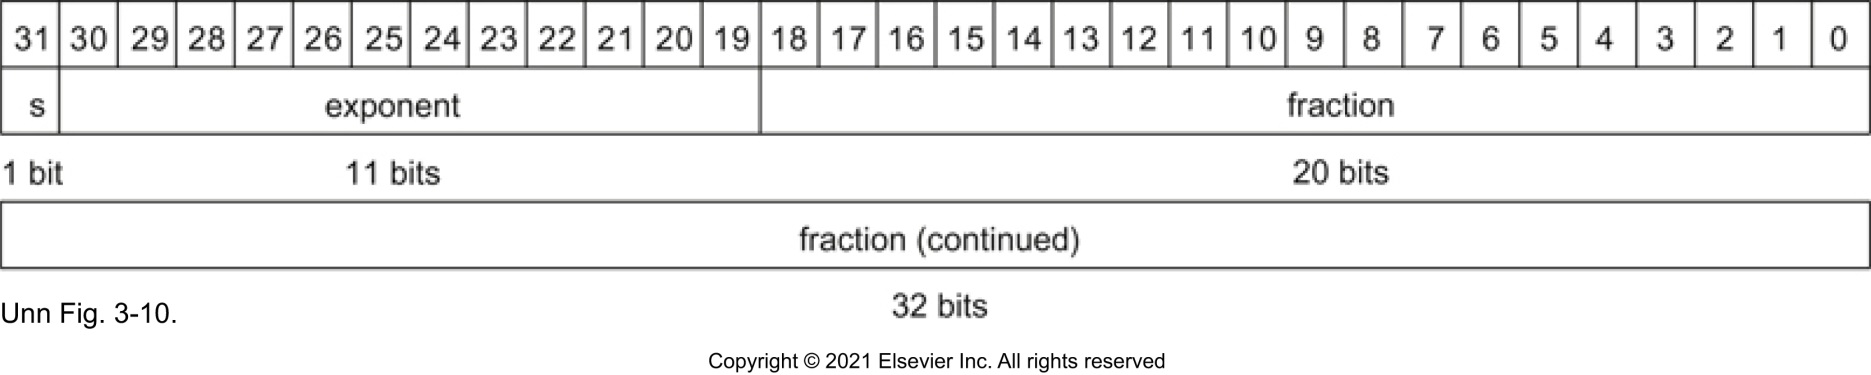 31 30 29 28 27 26 25 24 23 22 21 20 19 18 17 16 15 14 13 12 11 10 9 8 7 6 5 4 3 2 1 0
s exponent fraction
1 bit 11 bits 20 bits
fraction (continued)
32 bits
Unn Fig. 3-10.
Copyright © 2021 Elsevier Inc. All rights reserved